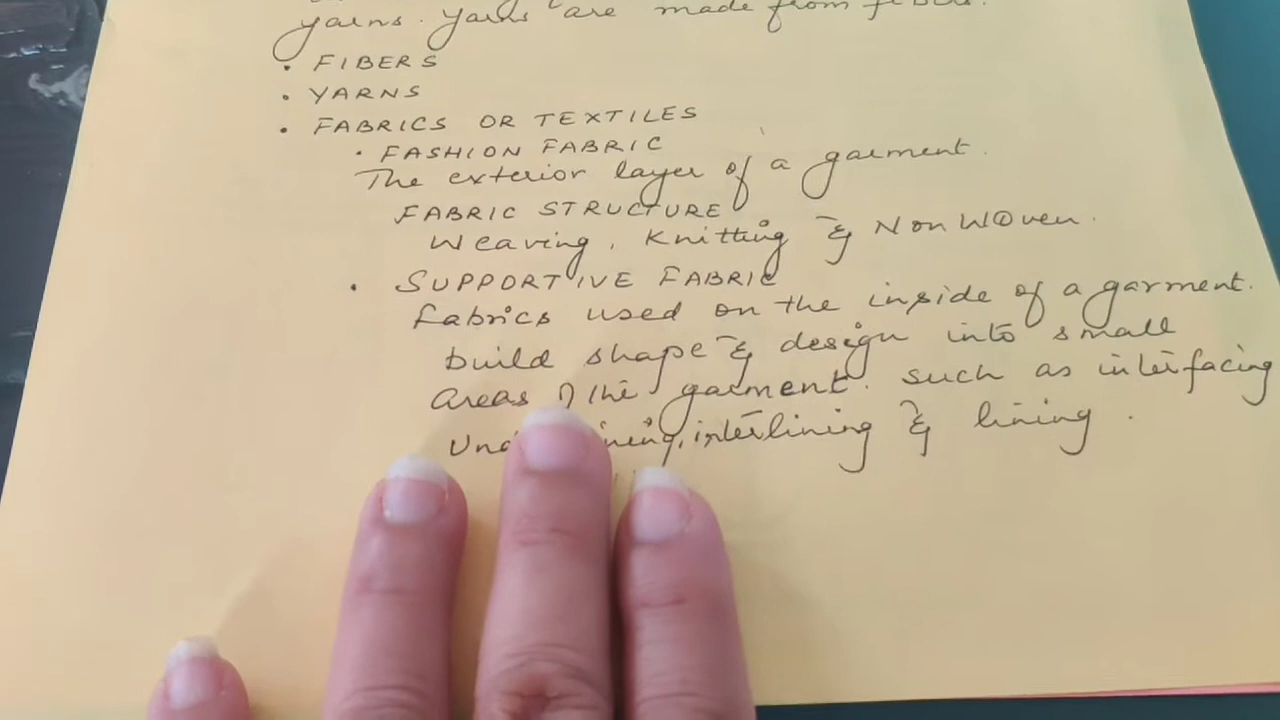 yarns. Yarns are made from fibers.
• FIBERS
• YARNS
• FABRICS OR TEXTILES
• FASHION FABRIC
The exterior layer of a garment.
FABRIC STRUCTURE
Weaving, Knitting & Non Woven.
• SUPPORTIVE FABRIC
fabrics used on the inside of a garment.
build shape & design into small
areas of the garment. such as interfacing
interlining & lining.